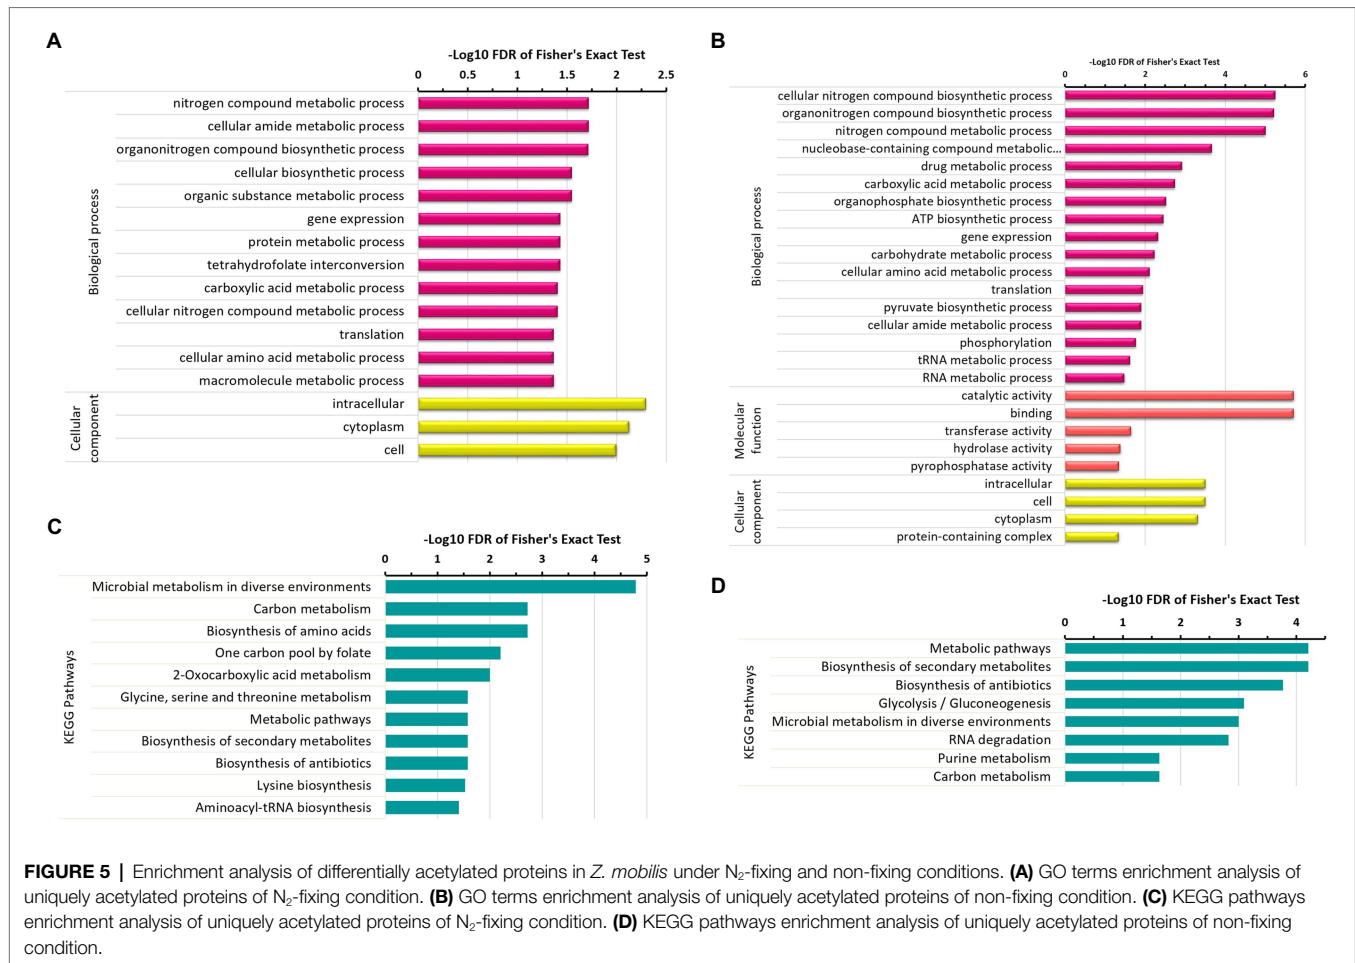 A
-Log10 FDR of Fisher's Exact Test
0 0.5 1 1.5 2 2.5
Biological process
nitrogen compound metabolic process
cellular amide metabolic process
organonitrogen compound biosynthetic process
cellular biosynthetic process
organic substance metabolic process
gene expression
protein metabolic process
tetrahydrofolate interconversion
carboxylic acid metabolic process
cellular nitrogen compound metabolic process
translation
cellular amino acid metabolic process
macromolecule metabolic process
Cellular
component
intracellular
cytoplasm
cell
B
-Log10 FDR of Fisher's Exact Test
0 2 4 6
Biological process
cellular nitrogen compound biosynthetic process
organonitrogen compound biosynthetic process
nitrogen compound metabolic process
nucleobase-containing compound metabolic...
drug metabolic process
carboxylic acid metabolic process
organophosphate biosynthetic process
ATP biosynthetic process
gene expression
carbohydrate metabolic process
cellular amino acid metabolic process
translation
pyruvate biosynthetic process
cellular amide metabolic process
phosphorylation
tRNA metabolic process
RNA metabolic process
Molecular
function
catalytic activity
binding
transferase activity
hydrolase activity
pyrophosphatase activity
Cellular
component
intracellular
cell
cytoplasm
protein-containing complex
C
-Log10 FDR of Fisher's Exact Test
0 1 2 3 4 5
KEGG Pathways
Microbial metabolism in diverse environments
Carbon metabolism
Biosynthesis of amino acids
One carbon pool by folate
2-Oxocarboxylic acid metabolism
Glycine, serine and threonine metabolism
Metabolic pathways
Biosynthesis of secondary metabolites
Biosynthesis of antibiotics
Lysine biosynthesis
Aminoacyl-tRNA biosynthesis
D
-Log10 FDR of Fisher's Exact Test
0 1 2 3 4
KEGG Pathways
Metabolic pathways
Biosynthesis of secondary metabolites
Biosynthesis of antibiotics
Glycolysis / Gluconeogenesis
Microbial metabolism in diverse environments
RNA degradation
Purine metabolism
Carbon metabolism
FIGURE 5 | Enrichment analysis of differentially acetylated proteins in Z. mobilis under N₂-fixing and non-fixing conditions. (A) GO terms enrichment analysis of
uniquely acetylated proteins of N₂-fixing condition. (B) GO terms enrichment analysis of uniquely acetylated proteins of non-fixing condition. (C) KEGG pathways
enrichment analysis of uniquely acetylated proteins of N₂-fixing condition. (D) KEGG pathways enrichment analysis of uniquely acetylated proteins of non-fixing
condition.